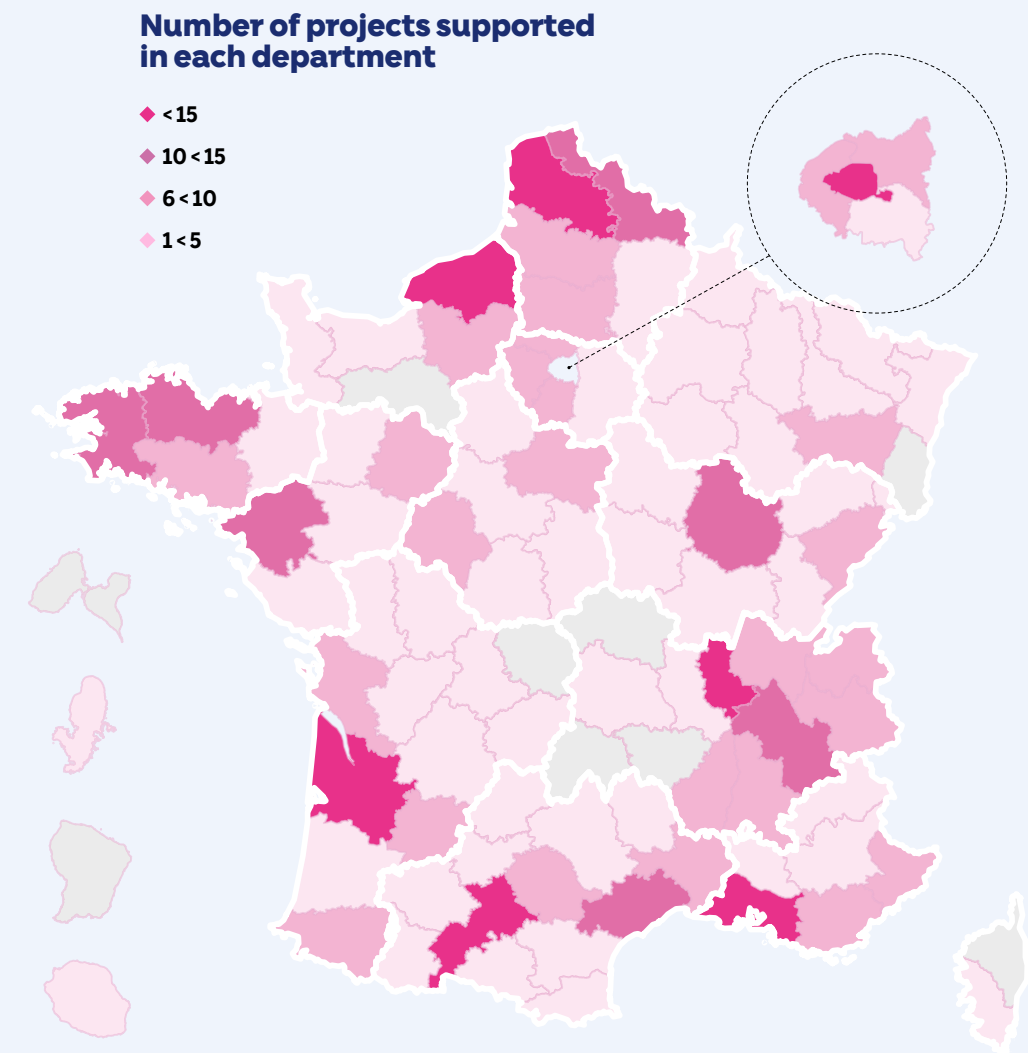 Number of projects supported
in each department
< 15
10 < 15
6 < 10
1 < 5